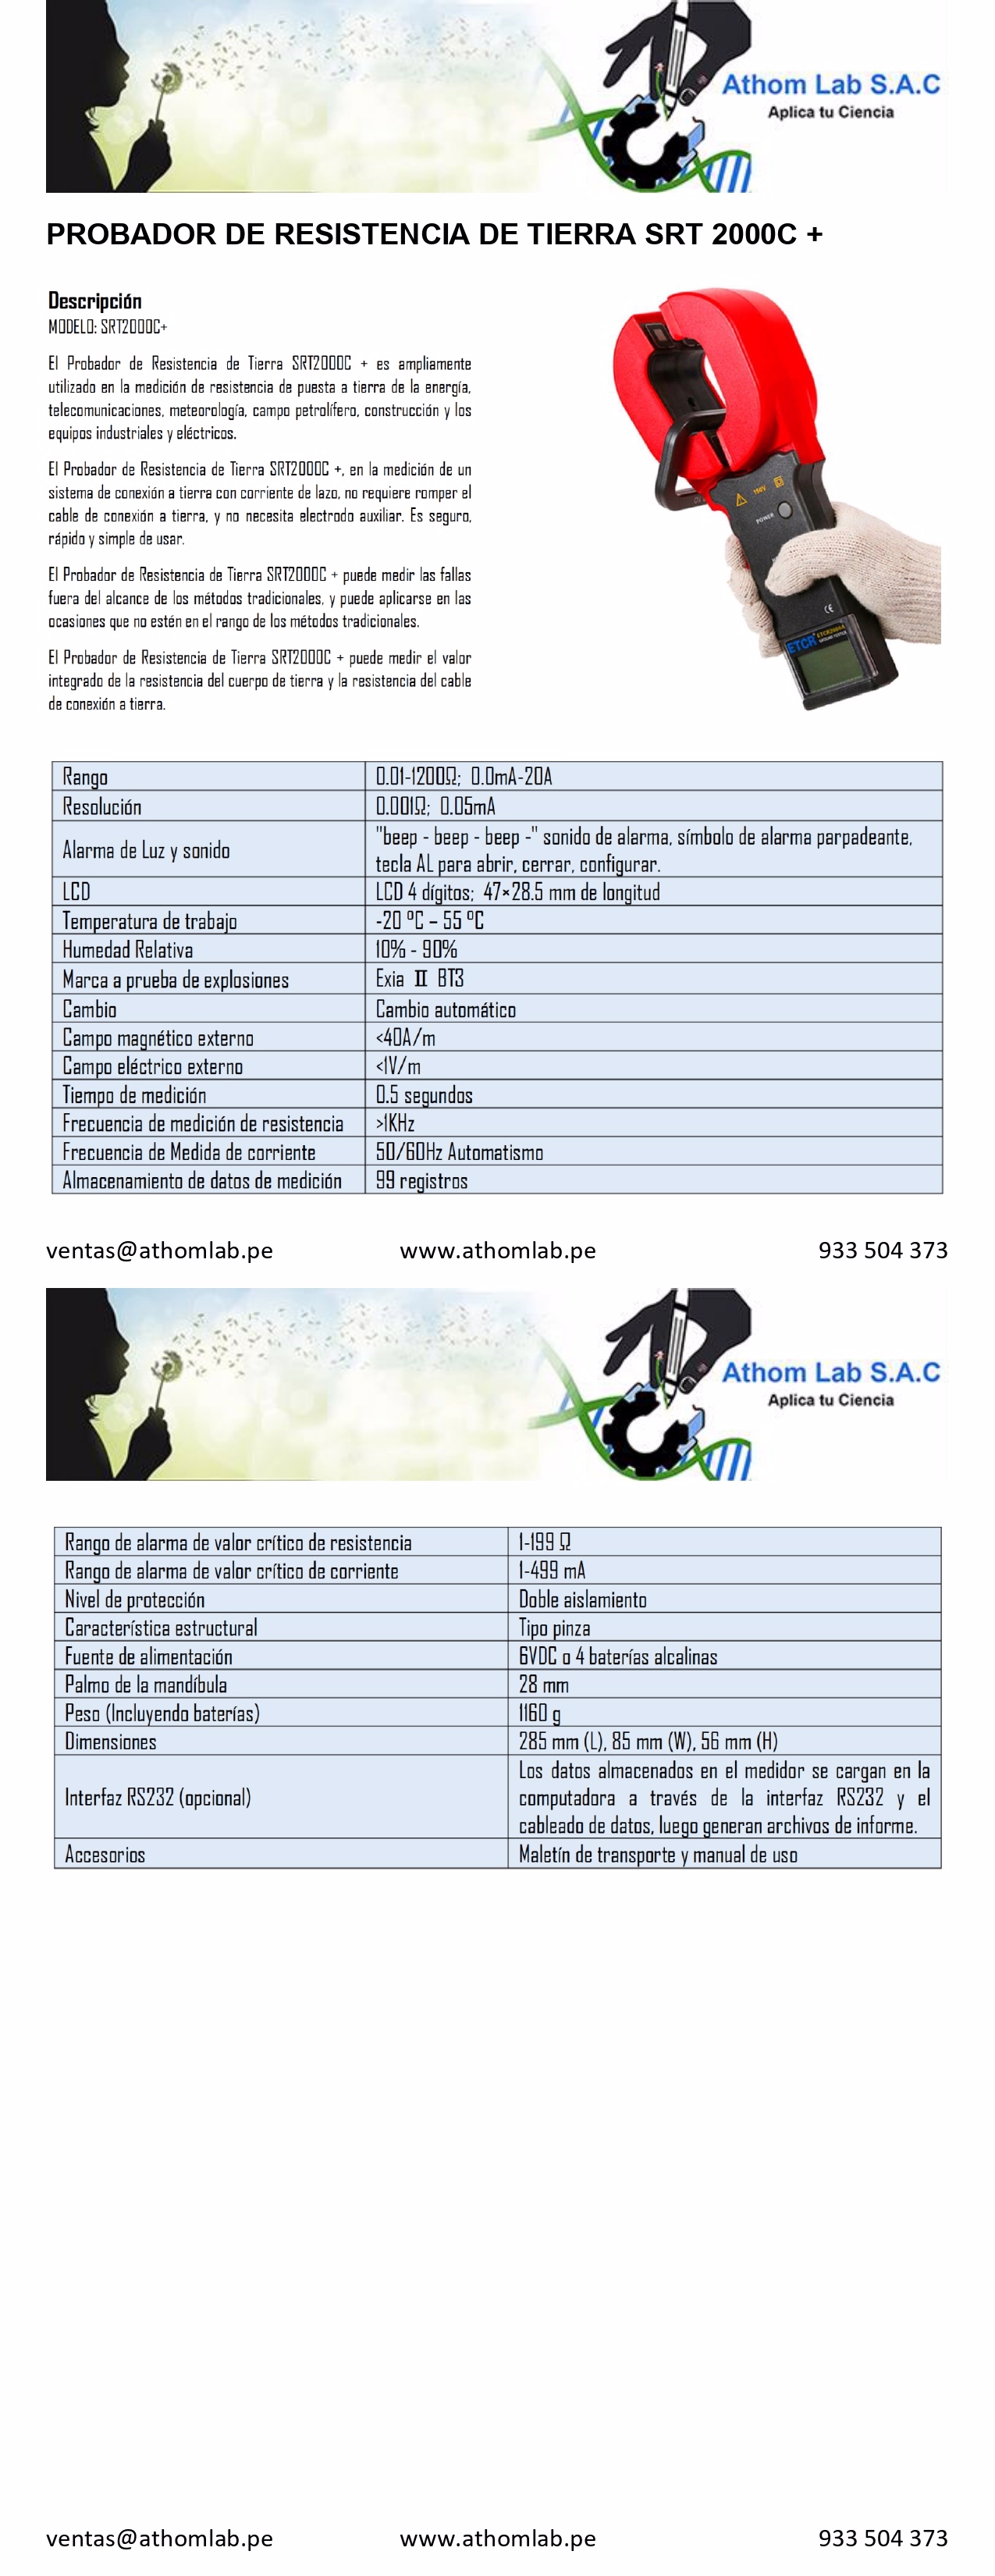 Athom Lab S.A.C
Aplica tu Ciencia
PROBADOR DE RESISTENCIA DE TIERRA SRT 2000C +
Descripción
MODELO: SRT2000C+
El Probador de Resistencia de Tierra SRT2000C + es ampliamente
utilizado en la medición de resistencia de puesta a tierra de la energía,
telecomunicaciones, meteorología, campo petrolífero, construcción y los
equipos industriales y eléctricos.
El Probador de Resistencia de Tierra SRT2000C +, en la medición de un
sistema de conexión a tierra con corriente de lazo, no requiere romper el
cable de conexión a tierra, y no necesita electrodo auxiliar. Es seguro,
rápido y simple de usar.
El Probador de Resistencia de Tierra SRT2000C + puede medir las fallas
fuera del alcance de los métodos tradicionales, y puede aplicarse en las
ocasiones que no estén en el rango de los métodos tradicionales.
El Probador de Resistencia de Tierra SRT2000C + puede medir el valor
integrado de la resistencia del cuerpo de tierra y la resistencia del cable
de conexión a tierra.
150V
POWER
CE
ETCR
Rango 0.01-1200Ω; 0.0mA-20A
Resolución 0.001Ω; 0.05mA
Alarma de Luz y sonido "beep - beep - beep -" sonido de alarma, símbolo de alarma parpadeante,
tecla AL para abrir, cerrar, configurar.
LCD LCD 4 dígitos; 47×28.5 mm de longitud
Temperatura de trabajo -20 ºC – 55 ºC
Humedad Relativa 10% - 90%
Marca a prueba de explosiones Exia II BT3
Cambio Cambio automático
Campo magnético externo <40A/m
Campo eléctrico externo <1V/m
Tiempo de medición 0.5 segundos
Frecuencia de medición de resistencia >1KHz
Frecuencia de Medida de corriente 50/60Hz Automatismo
Almacenamiento de datos de medición 99 registros
ventas@athomlab.pe www.athomlab.pe 933 504 373
Athom Lab S.A.C
Aplica tu Ciencia
Rango de alarma de valor crítico de resistencia 1-199 Ω
Rango de alarma de valor crítico de corriente 1-499 mA
Nivel de protección Doble aislamiento
Característica estructural Tipo pinza
Fuente de alimentación 6VDC o 4 baterías alcalinas
Palmo de la mandíbula 28 mm
Peso (Incluyendo baterías) 1160 g
Dimensiones 285 mm (L), 85 mm (W), 56 mm (H)
Interfaz RS232 (opcional) Los datos almacenados en el medidor se cargan en la
computadora a través de la interfaz RS232 y el
cableado de datos, luego generan archivos de informe.
Accesorios Maletín de transporte y manual de uso
ventas@athomlab.pe www.athomlab.pe 933 504 373